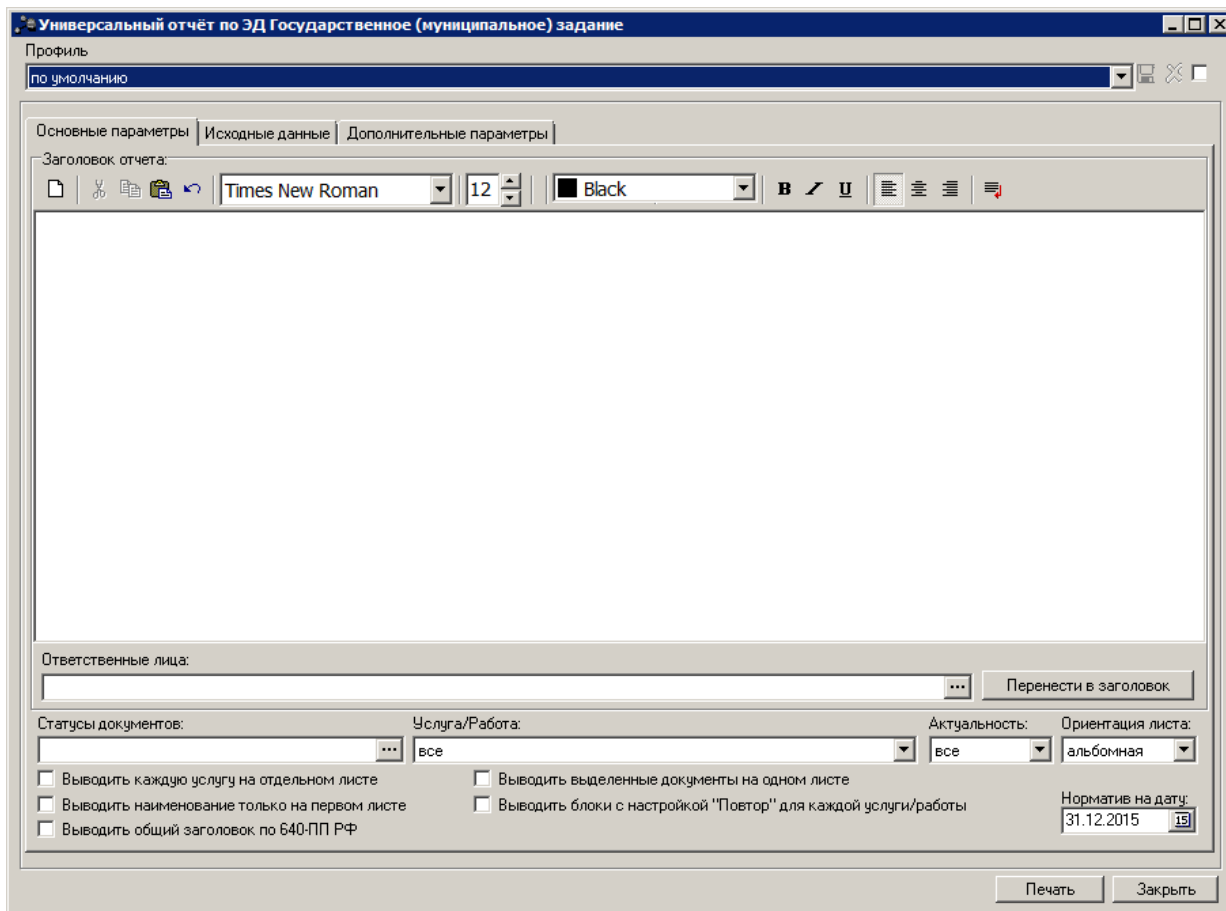 Универсальный отчёт по ЭД Государственное (муниципальное) задание
Профиль
по умолчанию
Основные параметры Исходные данные Дополнительные параметры
Заголовок отчета:
Times New Roman 12 Black B I U
Ответственные лица:
... Перенести в заголовок
Статусы документов: Услуга/Работа: Актуальность: Ориентация листа:
... все все альбомная
Выводить каждую услугу на отдельном листе Выводить выделенные документы на одном листе
Выводить наименование только на первом листе Выводить блоки с настройкой "Повтор" для каждой услуги/работы Норматив на дату:
Выводить общий заголовок по 640-ПП РФ 31.12.2015 15
Печать Закрыть